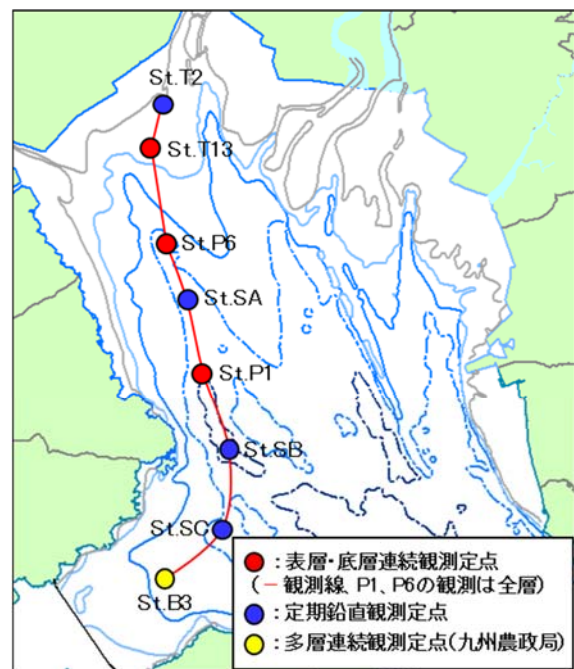 St.T2
St.T13
St.P6
St.SA
St.P1
St.SB
St.SC
St.B3
：表層・底層連続観測定点
（－ 観測線、P1、P6の観測は全層）
：定期鉛直観測定点
：多層連続観測定点(九州農政局)